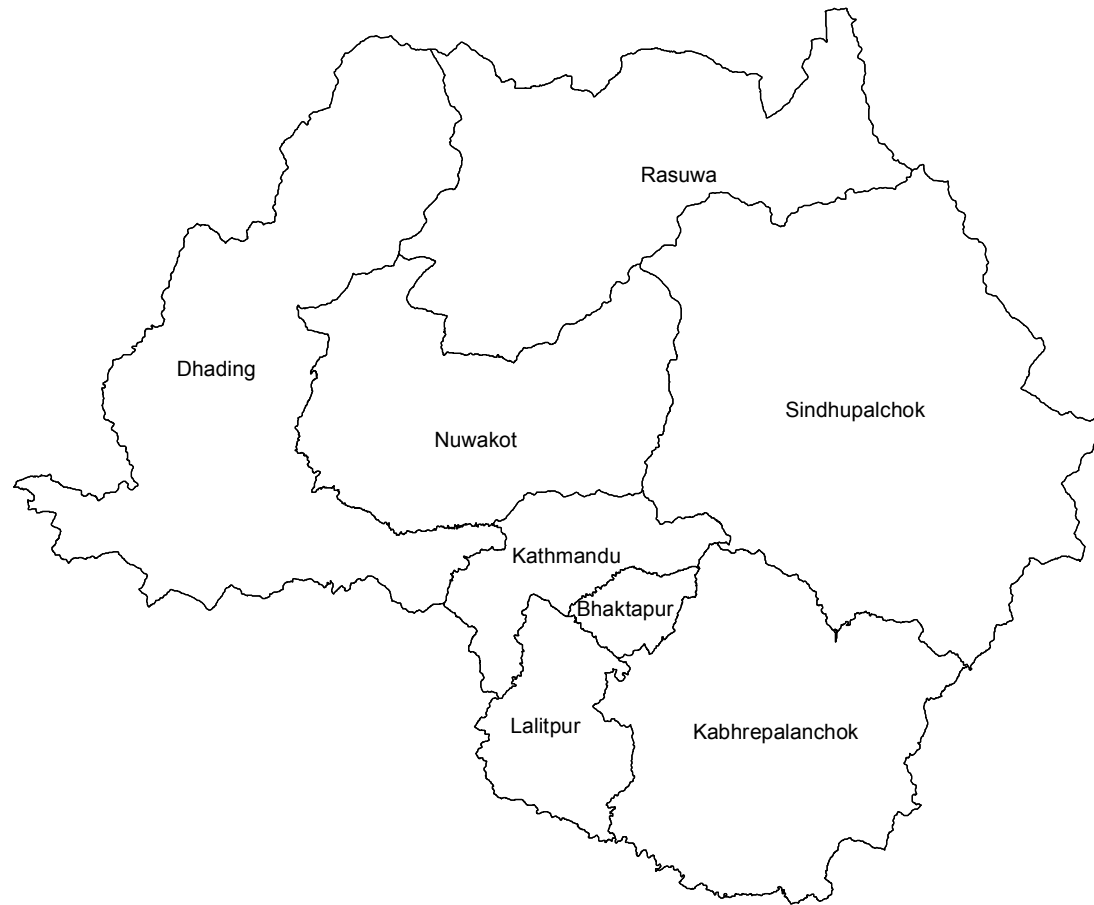 Rasuwa
Dhading
Sindhupalchok
Nuwakot
Kathmandu
Bhaktapur
Lalitpur
Kabhrepalanchok